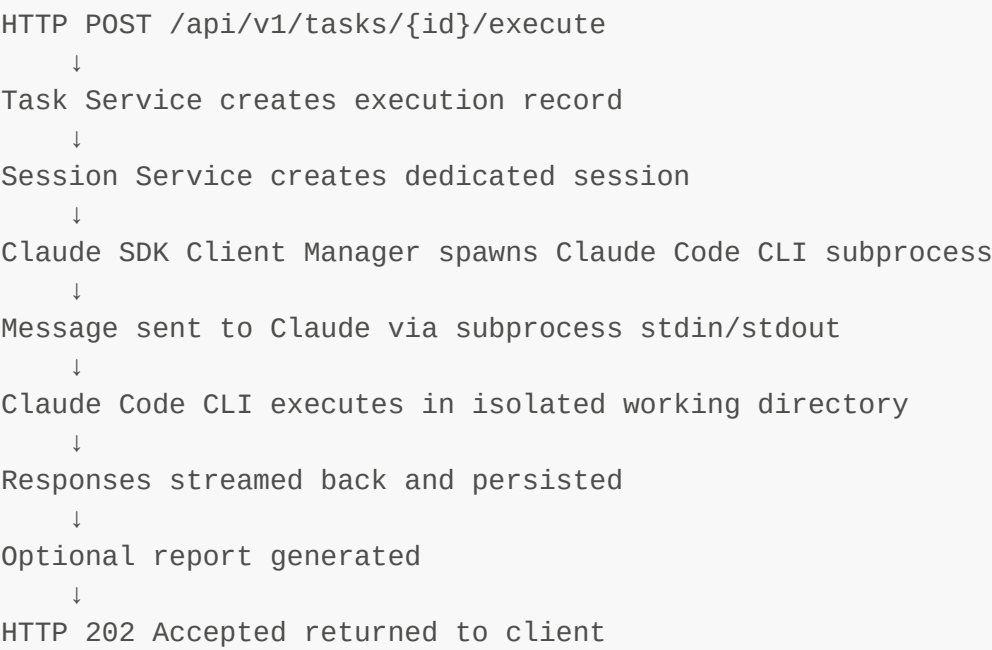 HTTP POST /api/v1/tasks/{id}/execute
↓
Task Service creates execution record
↓
Session Service creates dedicated session
↓
Claude SDK Client Manager spawns Claude Code CLI subprocess
↓
Message sent to Claude via subprocess stdin/stdout
↓
Claude Code CLI executes in isolated working directory
↓
Responses streamed back and persisted
↓
Optional report generated
↓
HTTP 202 Accepted returned to client